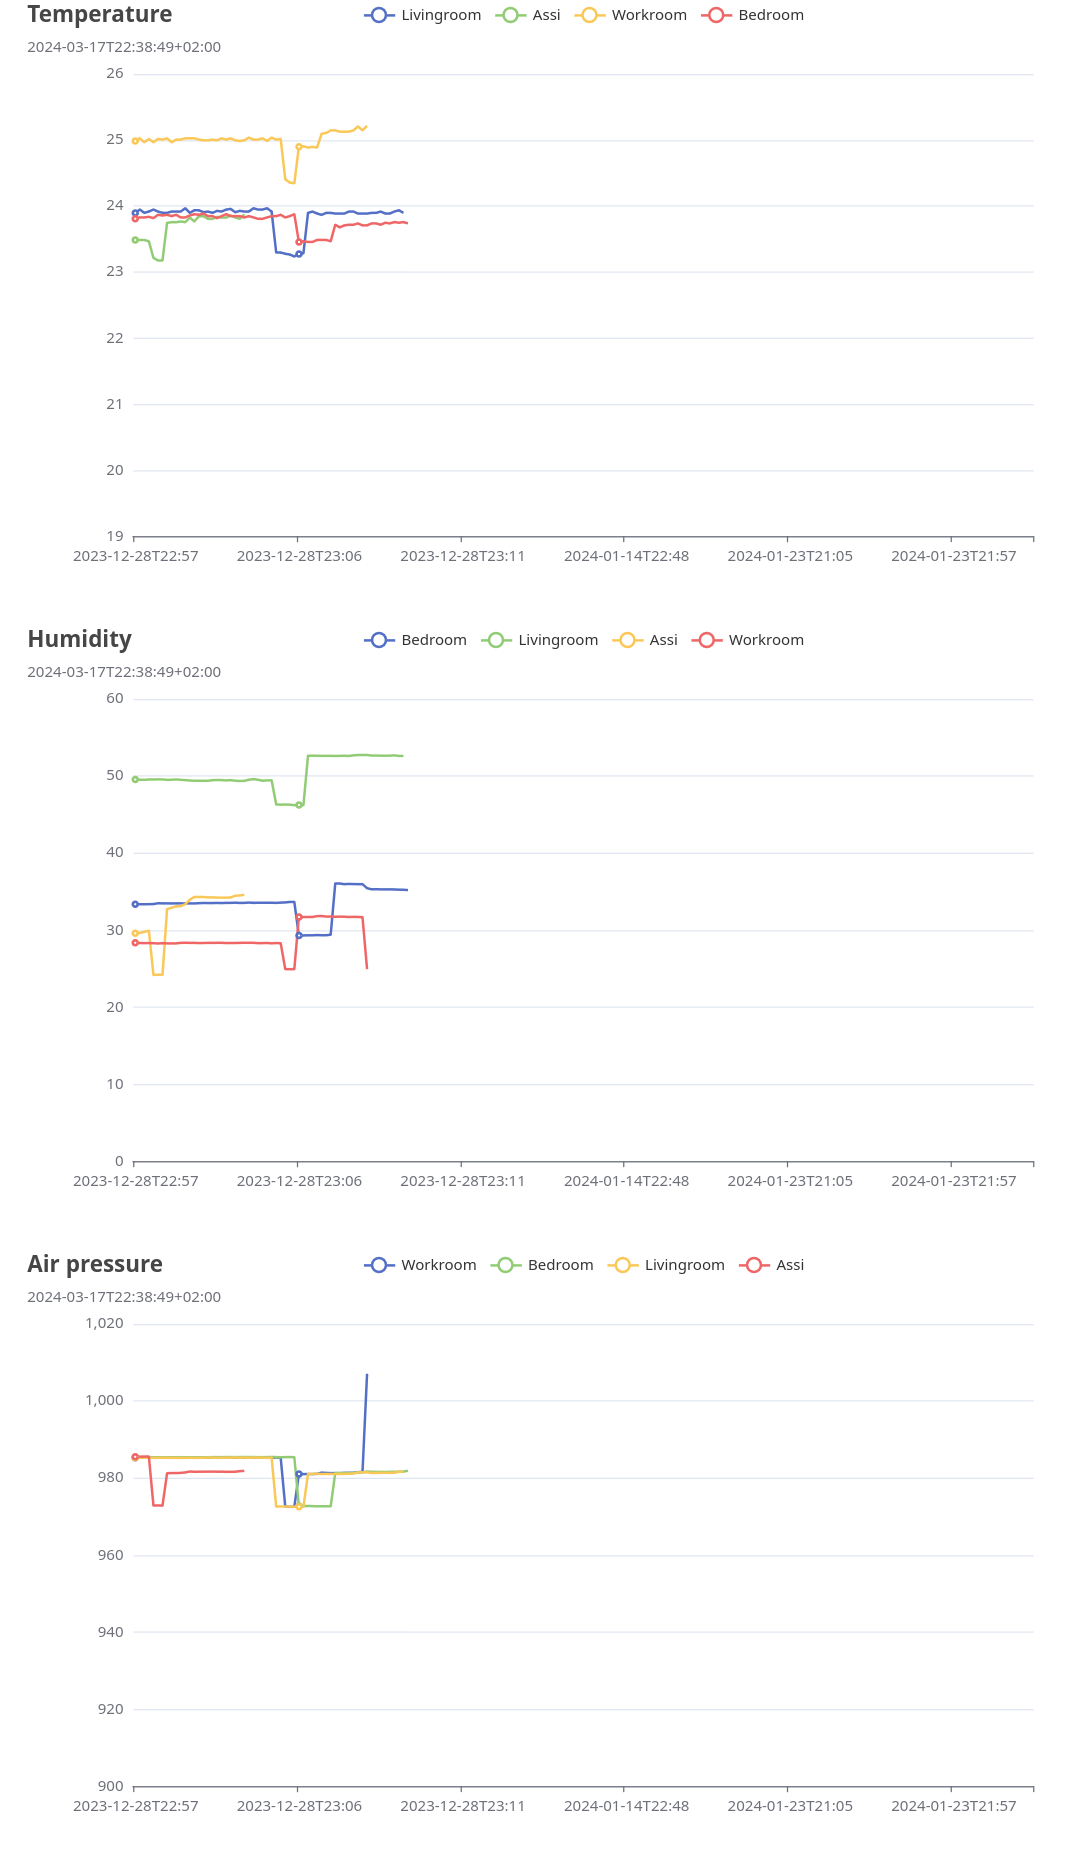 Temperature
Livingroom Assi Workroom Bedroom
2024-03-17T22:38:49+02:00
26
25
24
23
22
21
20
19
2023-12-28T22:57 2023-12-28T23:06 2023-12-28T23:11 2024-01-14T22:48 2024-01-23T21:05 2024-01-23T21:57
Humidity
Bedroom Livingroom Assi Workroom
2024-03-17T22:38:49+02:00
60
50
40
30
20
10
0
2023-12-28T22:57 2023-12-28T23:06 2023-12-28T23:11 2024-01-14T22:48 2024-01-23T21:05 2024-01-23T21:57
Air pressure
Workroom Bedroom Livingroom Assi
2024-03-17T22:38:49+02:00
1,020
1,000
980
960
940
920
900
2023-12-28T22:57 2023-12-28T23:06 2023-12-28T23:11 2024-01-14T22:48 2024-01-23T21:05 2024-01-23T21:57